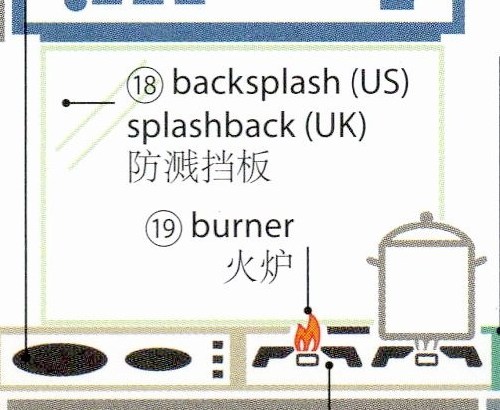 ⑱ backsplash (US)
splashback (UK)
防溅挡板
⑲ burner
火炉